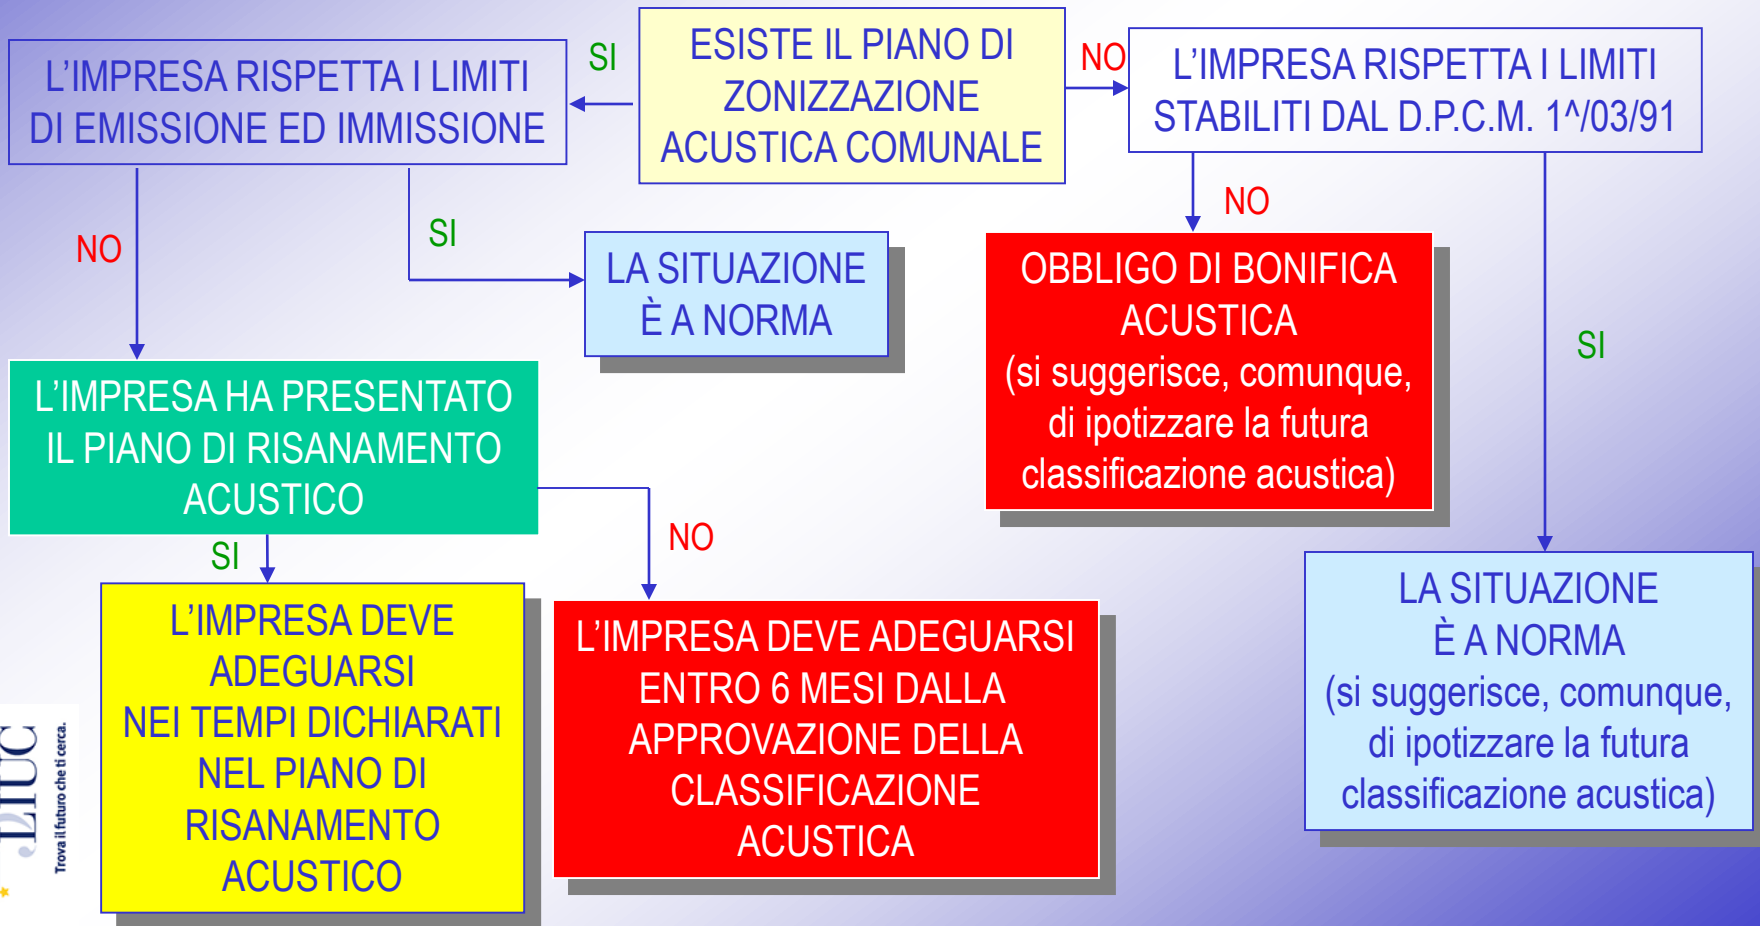 ESISTE IL PIANO DI
ZONIZZAZIONE
ACUSTICA COMUNALE
SI
NO
L'IMPRESA RISPETTA I LIMITI
DI EMISSIONE ED IMMISSIONE
L'IMPRESA RISPETTA I LIMITI
STABILITI DAL D.P.C.M. 1^/03/91
NO
SI
LA SITUAZIONE
È A NORMA
NO
OBBLIGO DI BONIFICA
ACUSTICA
(si suggerisce, comunque,
di ipotizzare la futura
classificazione acustica)
SI
L'IMPRESA HA PRESENTATO
IL PIANO DI RISANAMENTO
ACUSTICO
SI
NO
L'IMPRESA DEVE
ADEGUARSI
NEI TEMPI DICHIARATI
NEL PIANO DI
RISANAMENTO
ACUSTICO
L'IMPRESA DEVE ADEGUARSI
ENTRO 6 MESI DALLA
APPROVAZIONE DELLA
CLASSIFICAZIONE
ACUSTICA
LA SITUAZIONE
È A NORMA
(si suggerisce, comunque,
di ipotizzare la futura
classificazione acustica)
LIUC
Trova il futuro che ti cerca.